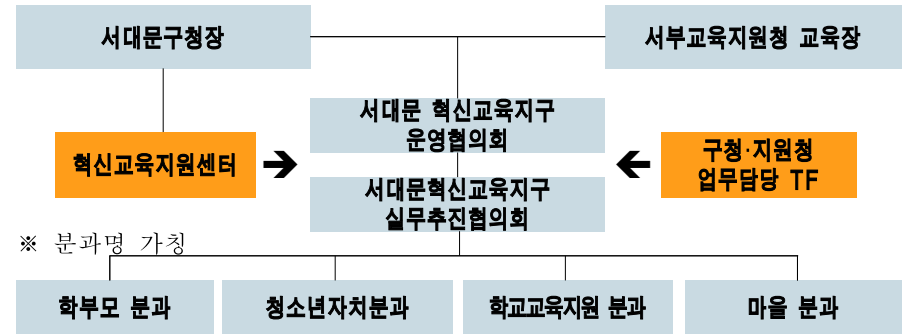 서대문구청장
서부교육지원청 교육장
서대문 혁신교육지구
운영협의회
혁신교육지원센터
구청·지원청
업무담당 TF
서대문혁신교육지구
실무추진협의회
※ 분과명 가칭
학부모 분과
청소년자치분과
학교교육지원 분과
마을 분과